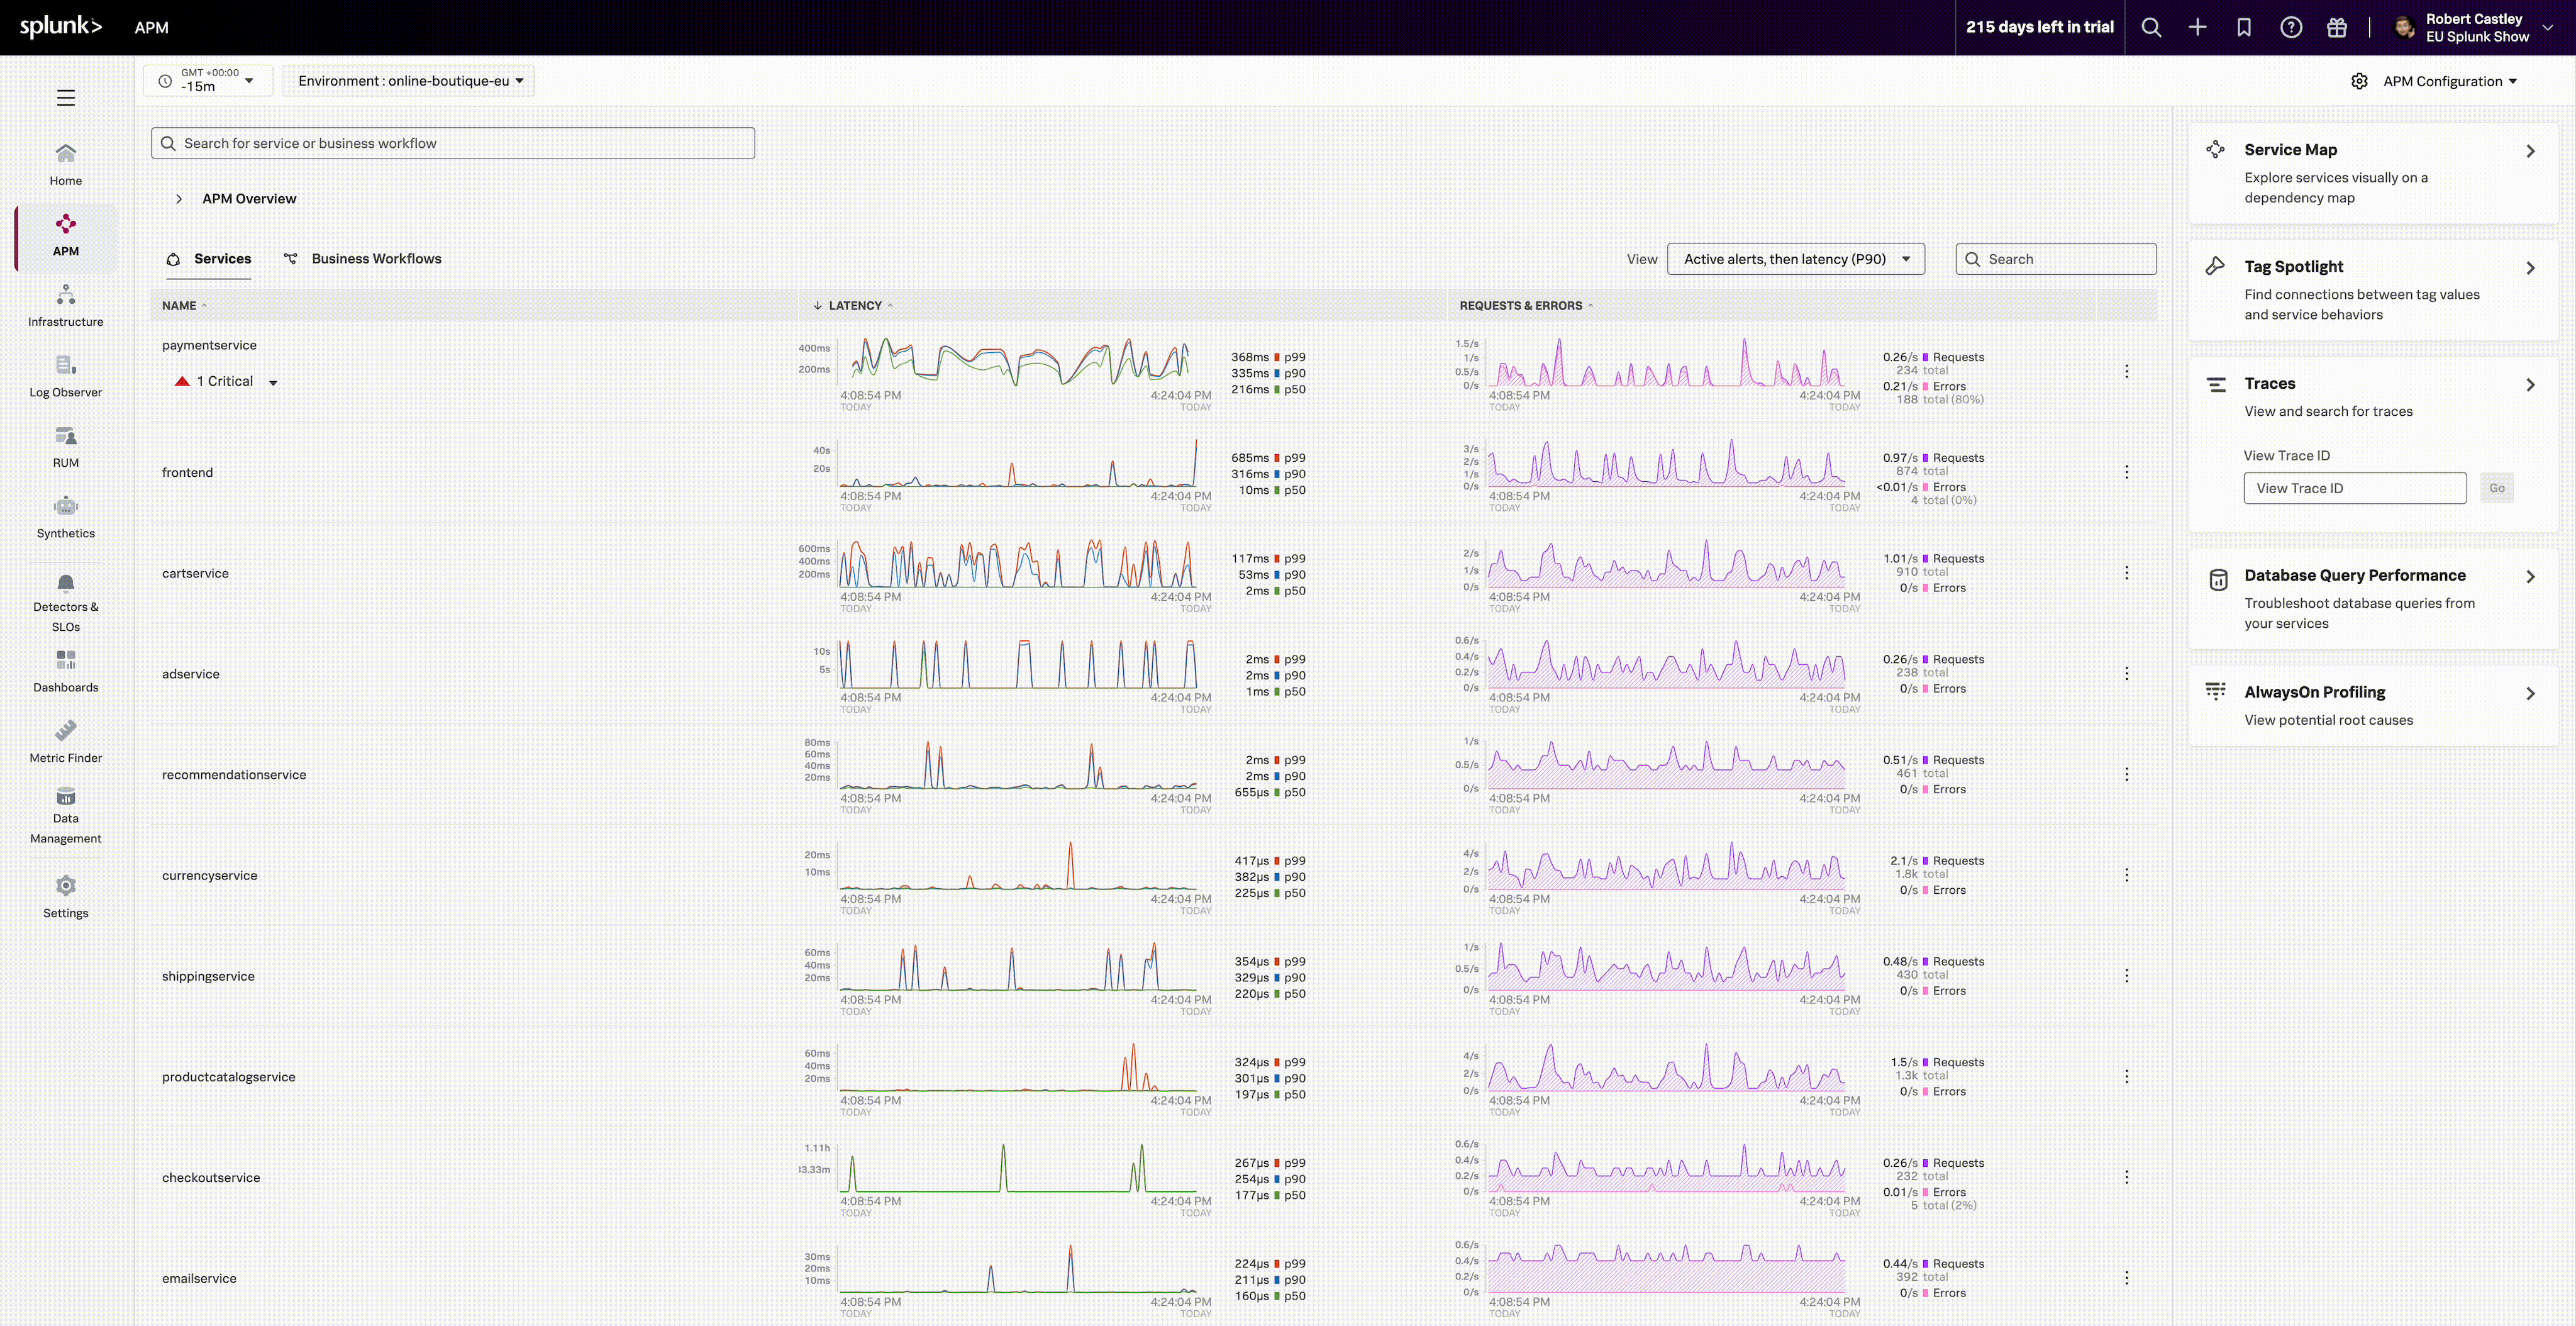 splunk>
APM
215 days left in trial
Robert Castley
EU Splunk Show
GMT +00:00
-15m
Environment : online-boutique-eu
APM Configuration
Home
APM
Infrastructure
Log Observer
RUM
Synthetics
Detectors &
SLOs
Dashboards
Metric Finder
Data
Management
Settings
Search for service or business workflow
APM Overview
Services
Business Workflows
View
Active alerts, then latency (P90)
Search
NAME
LATENCY
REQUESTS & ERRORS
paymentservice
1 Critical
400ms
200ms
4:08:54 PM
TODAY
4:24:04 PM
TODAY
368ms p99
335ms p90
216ms p50
1.5/s
1/s
0.5/s
0/s
4:08:54 PM
TODAY
4:24:04 PM
TODAY
0.26/s Requests
234 total
0.21/s Errors
188 total (80%)
frontend
40s
20s
4:08:54 PM
TODAY
4:24:04 PM
TODAY
685ms p99
316ms p90
10ms p50
3/s
2/s
1/s
0/s
4:08:54 PM
TODAY
4:24:04 PM
TODAY
0.97/s Requests
874 total
<0.01/s Errors
4 total (0%)
cartservice
600ms
400ms
200ms
4:08:54 PM
TODAY
4:24:04 PM
TODAY
117ms p99
53ms p90
2ms p50
2/s
1/s
0/s
4:08:54 PM
TODAY
4:24:04 PM
TODAY
1.01/s Requests
910 total
0/s Errors
adservice
10s
5s
4:08:54 PM
TODAY
4:24:04 PM
TODAY
2ms p99
2ms p90
1ms p50
0.6/s
0.4/s
0.2/s
0/s
4:08:54 PM
TODAY
4:24:04 PM
TODAY
0.26/s Requests
238 total
0/s Errors
recommendationservice
80ms
60ms
40ms
20ms
4:08:54 PM
TODAY
4:24:04 PM
TODAY
2ms p99
2ms p90
655µs p50
1/s
0.5/s
0/s
4:08:54 PM
TODAY
4:24:04 PM
TODAY
0.51/s Requests
461 total
0/s Errors
currencyservice
20ms
10ms
4:08:54 PM
TODAY
4:24:04 PM
TODAY
417µs p99
382µs p90
225µs p50
4/s
2/s
0/s
4:08:54 PM
TODAY
4:24:04 PM
TODAY
2.1/s Requests
1.8k total
0/s Errors
shippingservice
60ms
40ms
20ms
4:08:54 PM
TODAY
4:24:04 PM
TODAY
354µs p99
329µs p90
220µs p50
1/s
0.5/s
0/s
4:08:54 PM
TODAY
4:24:04 PM
TODAY
0.48/s Requests
430 total
0/s Errors
productcatalogservice
60ms
40ms
20ms
4:08:54 PM
TODAY
4:24:04 PM
TODAY
324µs p99
301µs p90
197µs p50
4/s
2/s
0/s
4:08:54 PM
TODAY
4:24:04 PM
TODAY
1.5/s Requests
1.3k total
0/s Errors
checkoutservice
1.11h
33.33m
4:08:54 PM
TODAY
4:24:04 PM
TODAY
267µs p99
254µs p90
177µs p50
0.6/s
0.4/s
0.2/s
0/s
4:08:54 PM
TODAY
4:24:04 PM
TODAY
0.26/s Requests
232 total
0.01/s Errors
5 total (2%)
emailservice
30ms
20ms
10ms
4:08:54 PM
TODAY
4:24:04 PM
TODAY
224µs p99
211µs p90
160µs p50
0.6/s
0.4/s
0.2/s
0/s
4:08:54 PM
TODAY
4:24:04 PM
TODAY
0.44/s Requests
392 total
0/s Errors
Service Map
Explore services visually on a
dependency map
Tag Spotlight
Find connections between tag values
and service behaviors
Traces
View and search for traces
View Trace ID
View Trace ID
Go
Database Query Performance
Troubleshoot database queries from
your services
AlwaysOn Profiling
View potential root causes